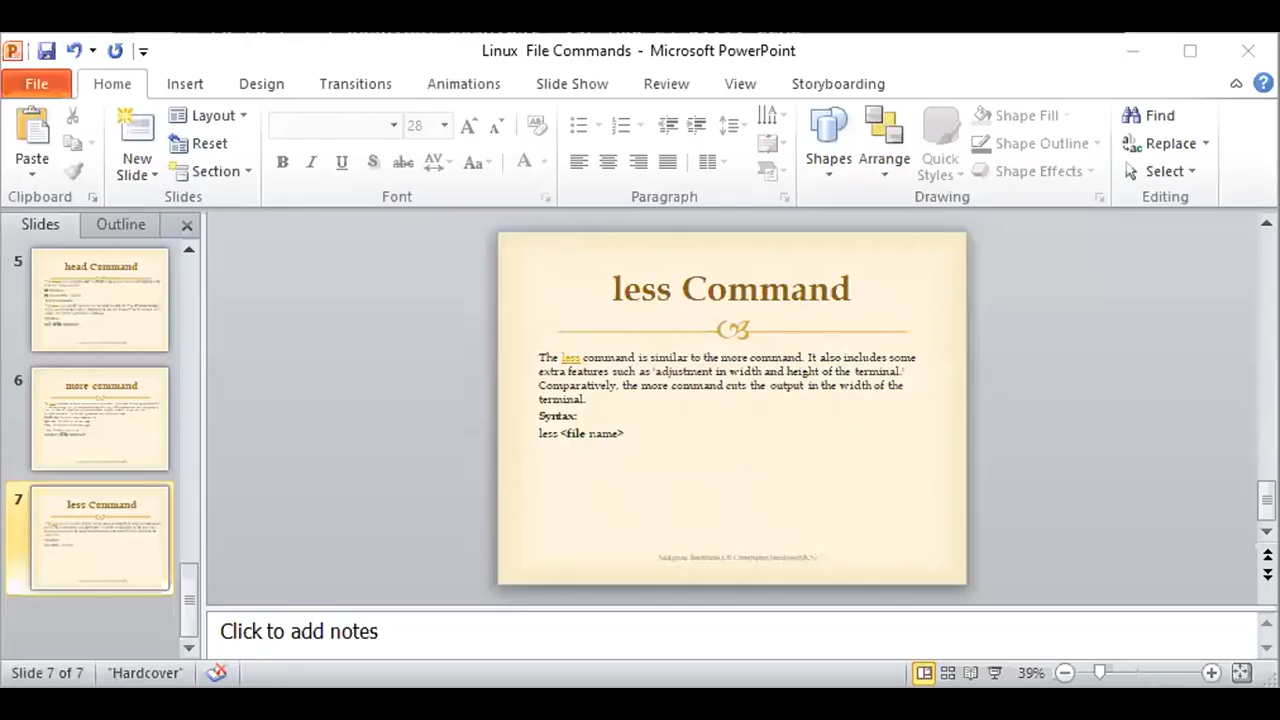 Linux File Commands - Microsoft PowerPoint
File Home Insert Design Transitions Animations Slide Show Review View Storyboarding
Paste
Clipboard
New Slide
Layout
Reset
Section
Slides
28
Font
Paragraph
Shapes
Arrange
Quick Styles
Shape Fill
Shape Outline
Shape Effects
Drawing
Find
Replace
Select
Editing
Slides Outline
5
head Command
6
more command
7
less Command
less Command
The less command is similar to the more command. It also includes some
extra features such as 'adjustment in width and height of the terminal.'
Comparatively, the more command cuts the output in the width of the
terminal.
Syntax:
less <file name>
Click to add notes
Slide 7 of 7 "Hardcover" 39%